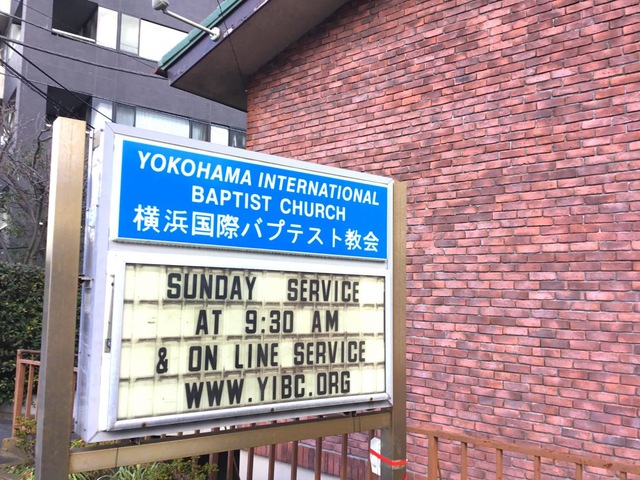 YOKOHAMA INTERNATIONAL
BAPTIST CHURCH
横浜国際バプテスト教会
SUNDAY SERVICE
AT 9:30 AM
& ON LINE SERVICE
WWW.YIBC.ORG